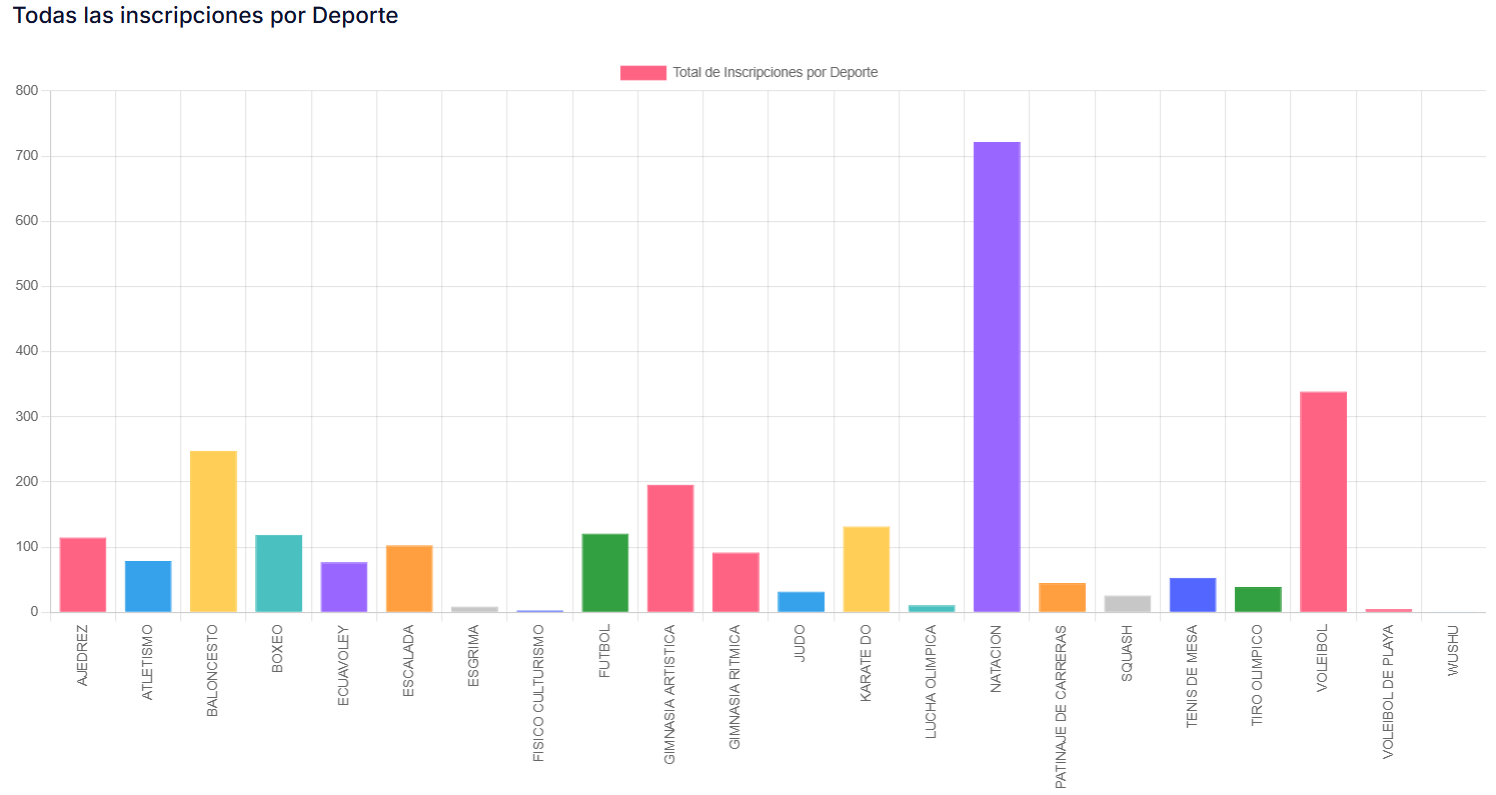 Todas las inscripciones por Deporte
Total de Inscripciones por Deporte
800
700
600
500
400
300
200
100
0
AJEDREZ
ATLETISMO
BALONCESTO
BOXEO
ECUAVOLEY
ESCALADA
ESGRIMA
FISICO CULTURISMO
FUTBOL
GIMNASIA ARTISTICA
GIMNASIA RITMICA
JUDO
KARATE DO
LUCHA OLIMPICA
NATACION
PATINAJE DE CARRERAS
SQUASH
TENIS DE MESA
TIRO OLIMPICO
VOLEIBOL
VOLEIBOL DE PLAYA
WUSHU